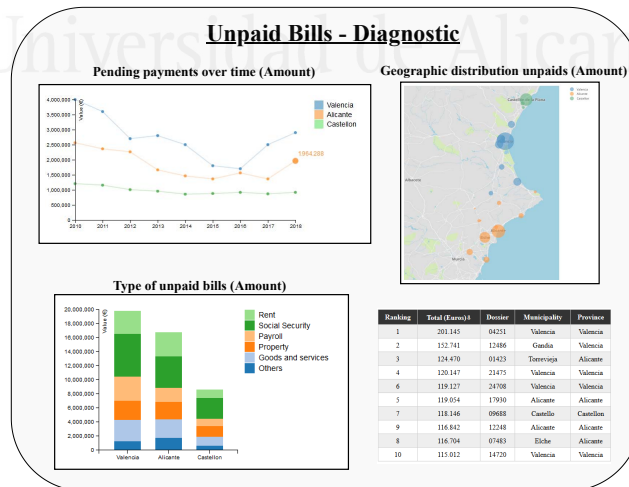 Universidad de Alican
Unpaid Bills - Diagnostic
Pending payments over time (Amount)
Value (€)
4,000,000
3,500,000
3,000,000
2,500,000
2,000,000
1,500,000
1,000,000
500,000
0
2010 2011 2012 2013 2014 2015 2016 2017 2018
Valencia
Alicante
Castellon
1964.288
Geographic distribution unpaids (Amount)
Valencia
Alicante
Castellon
Albacete
Murcia
Type of unpaid bills (Amount)
Value (€)
20,000,000
18,000,000
16,000,000
14,000,000
12,000,000
10,000,000
8,000,000
6,000,000
4,000,000
2,000,000
0
Valencia Alicante Castellon
Rent
Social Security
Payroll
Property
Goods and services
Others
Ranking Total (Euros) Dossier Municipality Province
1 201.145 04251 Valencia Valencia
2 152.741 12486 Gandia Valencia
3 124.470 01423 Torrevieja Alicante
4 120.147 21475 Valencia Valencia
6 119.127 24708 Valencia Valencia
5 119.054 17930 Alicante Alicante
7 118.146 09688 Castello Castellon
9 116.842 12248 Alicante Alicante
8 116.704 07483 Elche Alicante
10 115.012 14720 Valencia Valencia